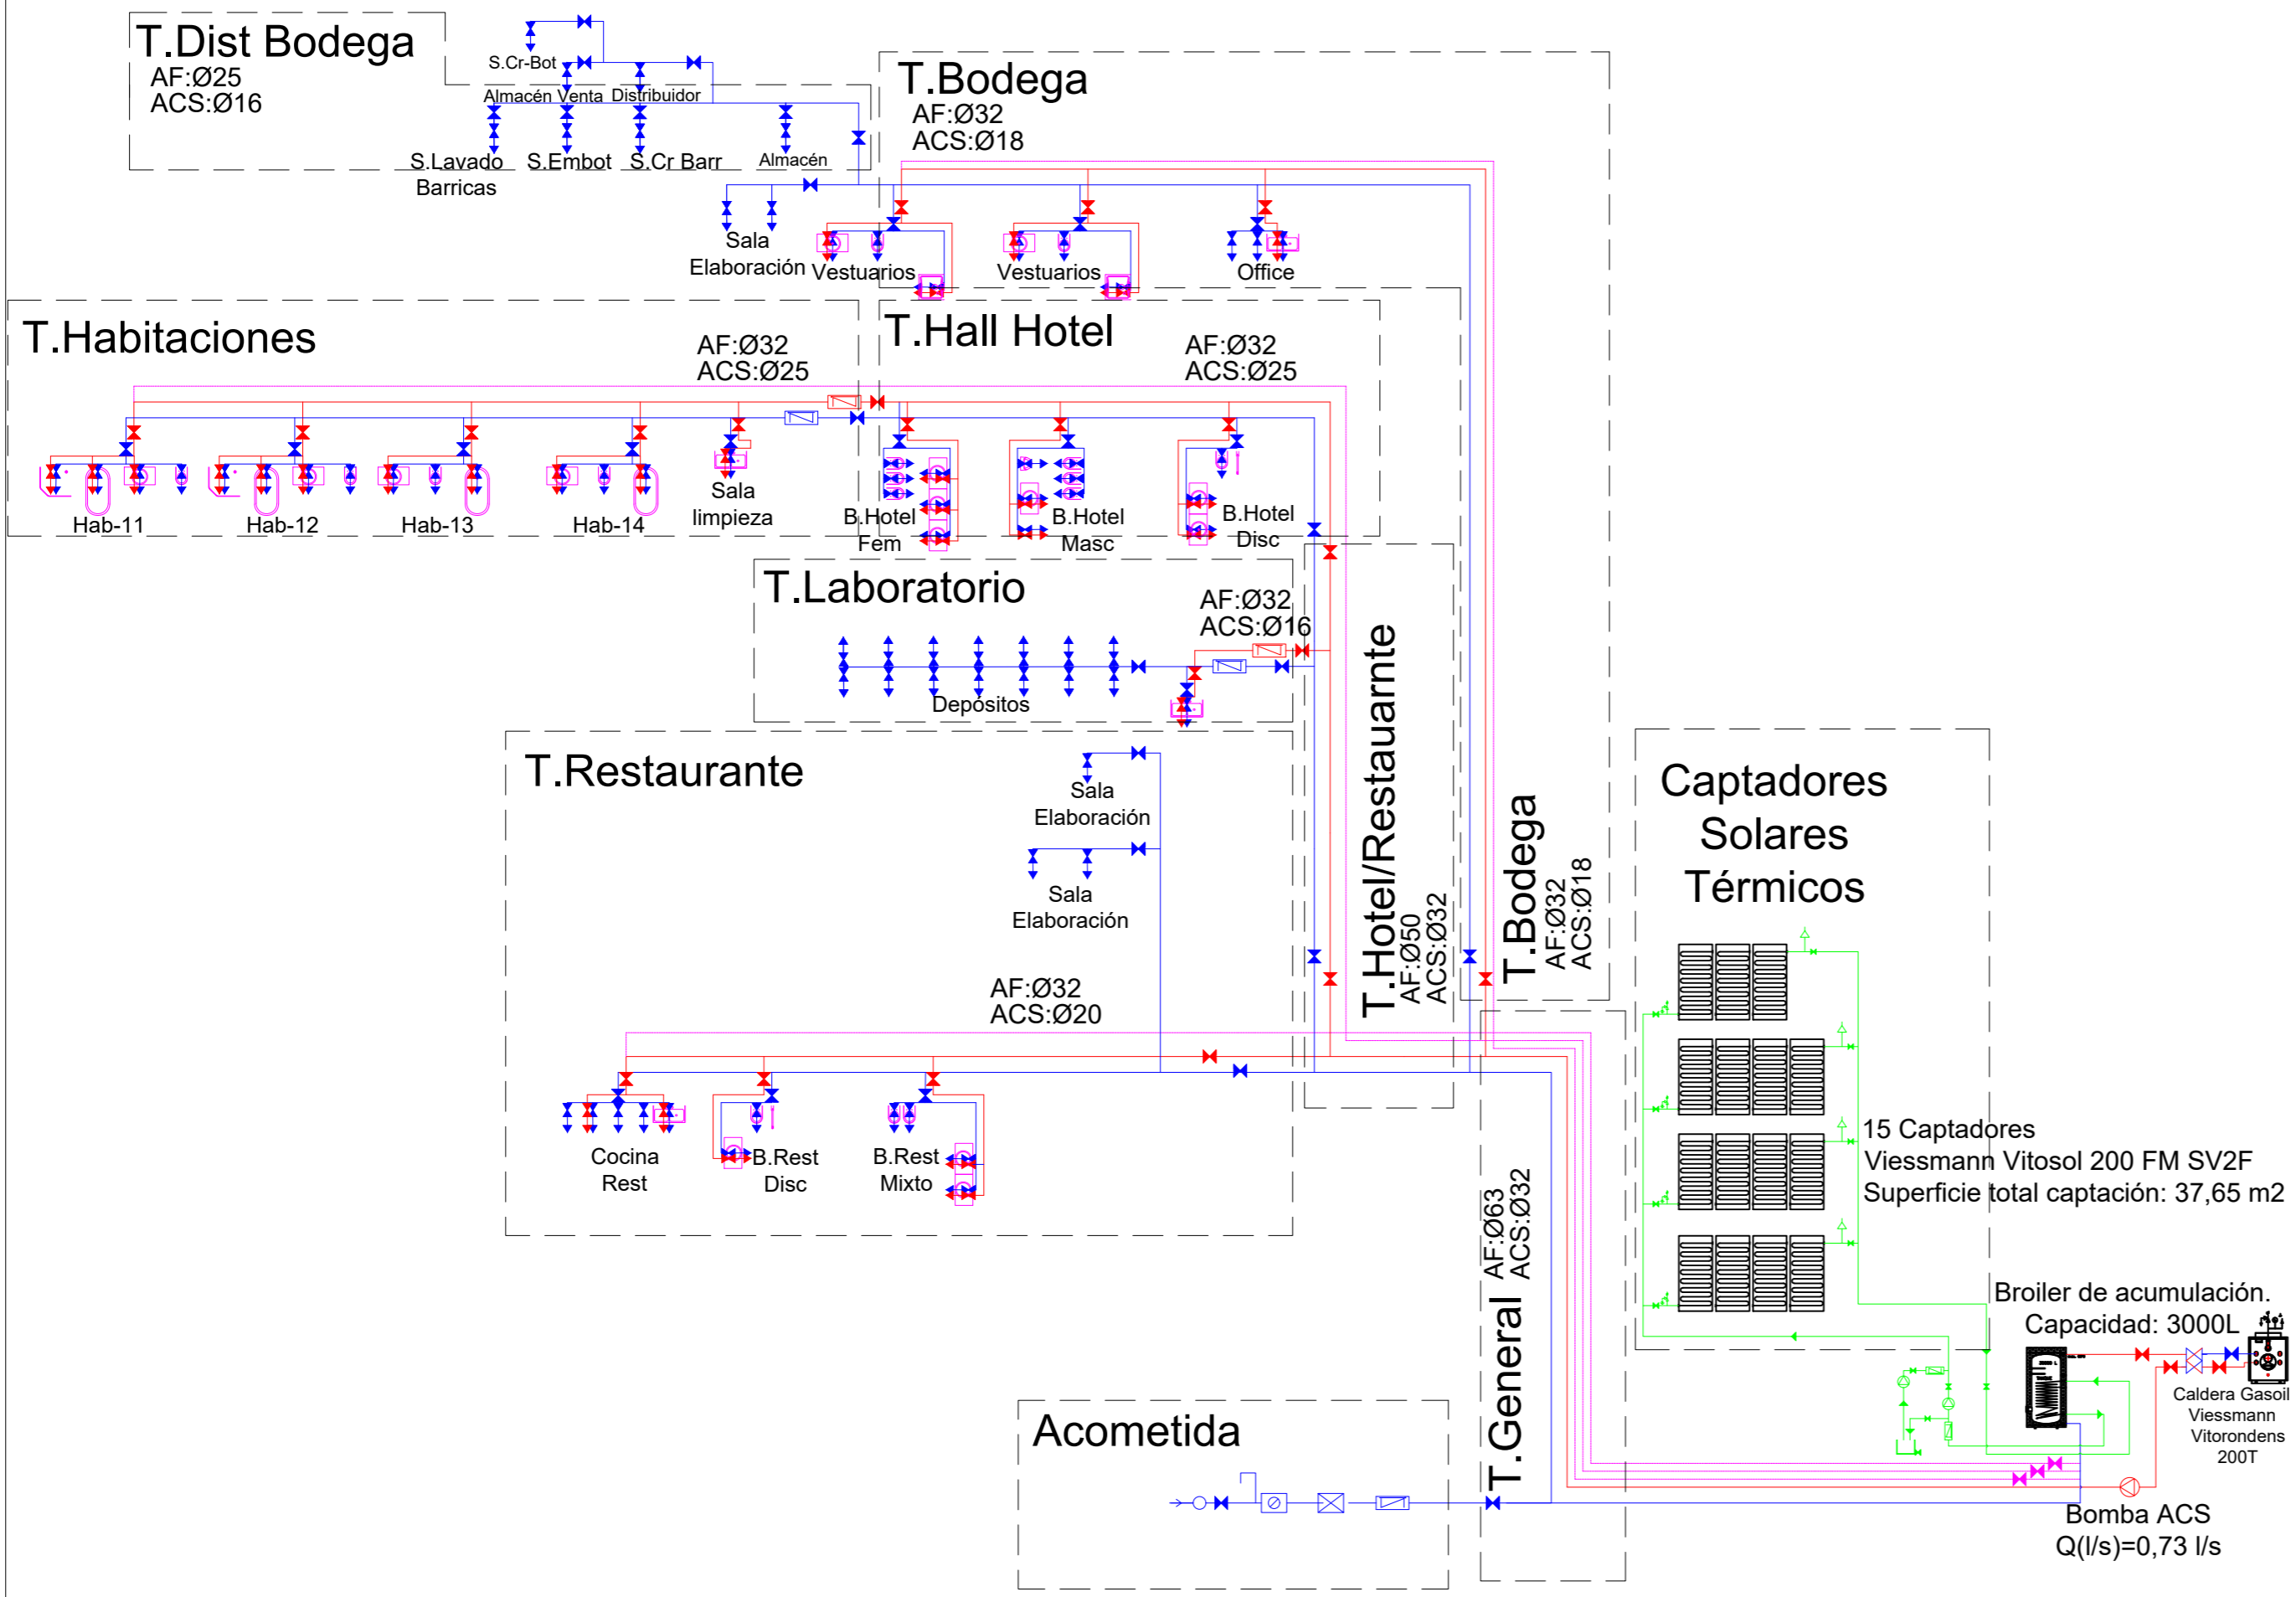 T.Dist Bodega
AF:Ø25
ACS:Ø16
S.Cr-Bot
Almacén Venta
Distribuidor
S.Lavado
Barricas
S.Embot
S.Cr Barr
Almacén
T.Bodega
AF:Ø32
ACS:Ø18
Sala
Elaboración
Vestuarios
Vestuarios
Office
T.Habitaciones
AF:Ø32
ACS:Ø25
Hab-11
Hab-12
Hab-13
Hab-14
Sala
limpieza
T.Hall Hotel
AF:Ø32
ACS:Ø25
B.Hotel
Fem
B.Hotel
Masc
B.Hotel
Disc
T.Laboratorio
AF:Ø32
ACS:Ø16
Depósitos
T.Restaurante
Sala
Elaboración
Sala
Elaboración
AF:Ø32
ACS:Ø20
Cocina
Rest
B.Rest
Disc
B.Rest
Mixto
T.Hotel/Restauarnte
AF:Ø50
ACS:Ø32
T.Bodega
AF:Ø32
ACS:Ø18
Captadores
Solares
Térmicos
15 Captadores
Viessmann Vitosol 200 FM SV2F
Superficie total captación: 37,65 m2
T.General
AF:Ø63
ACS:Ø32
Broiler de acumulación.
Capacidad: 3000L
Caldera Gasoil
Viessmann
Vitorondens
200T
Acometida
Bomba ACS
Q(l/s)=0,73 l/s